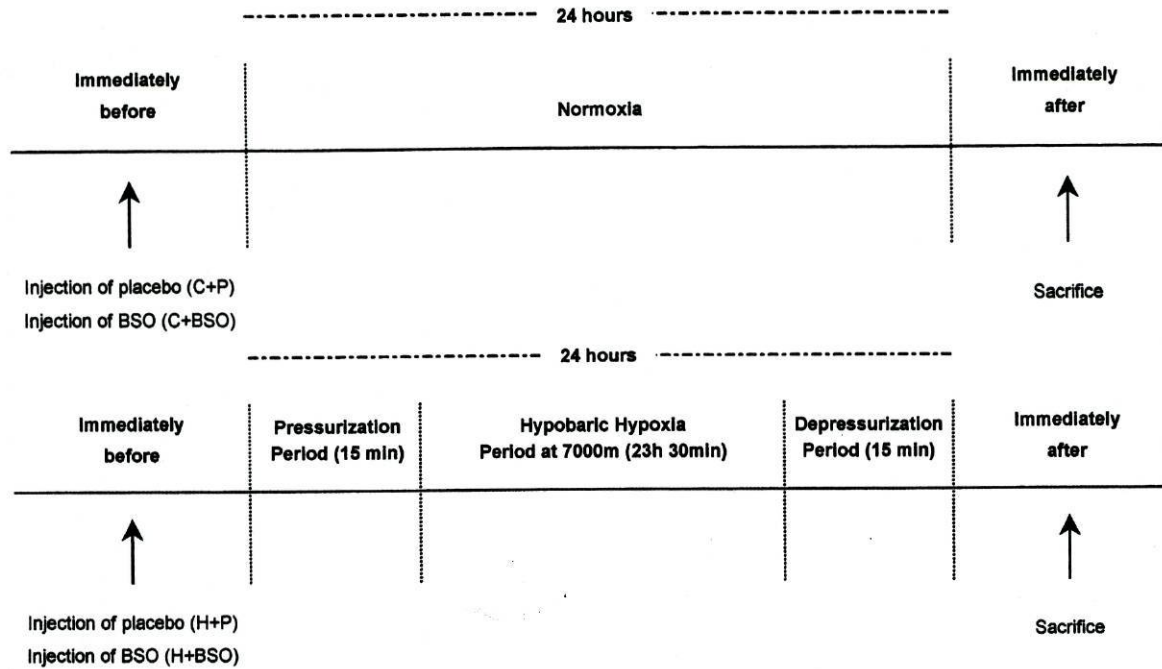 24 hours
Immediately
before
Normoxia
Immediately
after
Injection of placebo (C+P)
Injection of BSO (C+BSO)
Sacrifice
24 hours
Immediately
before
Pressurization
Period (15 min)
Hypobaric Hypoxia
Period at 7000m (23h 30min)
Depressurization
Period (15 min)
Immediately
after
Injection of placebo (H+P)
Injection of BSO (H+BSO)
Sacrifice